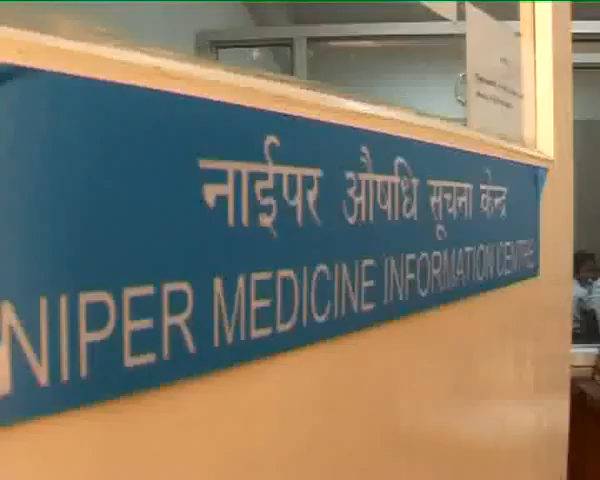 नाईपर औषधि सूचना केन्द्र
NIPER MEDICINE INFORMATION CENTRE